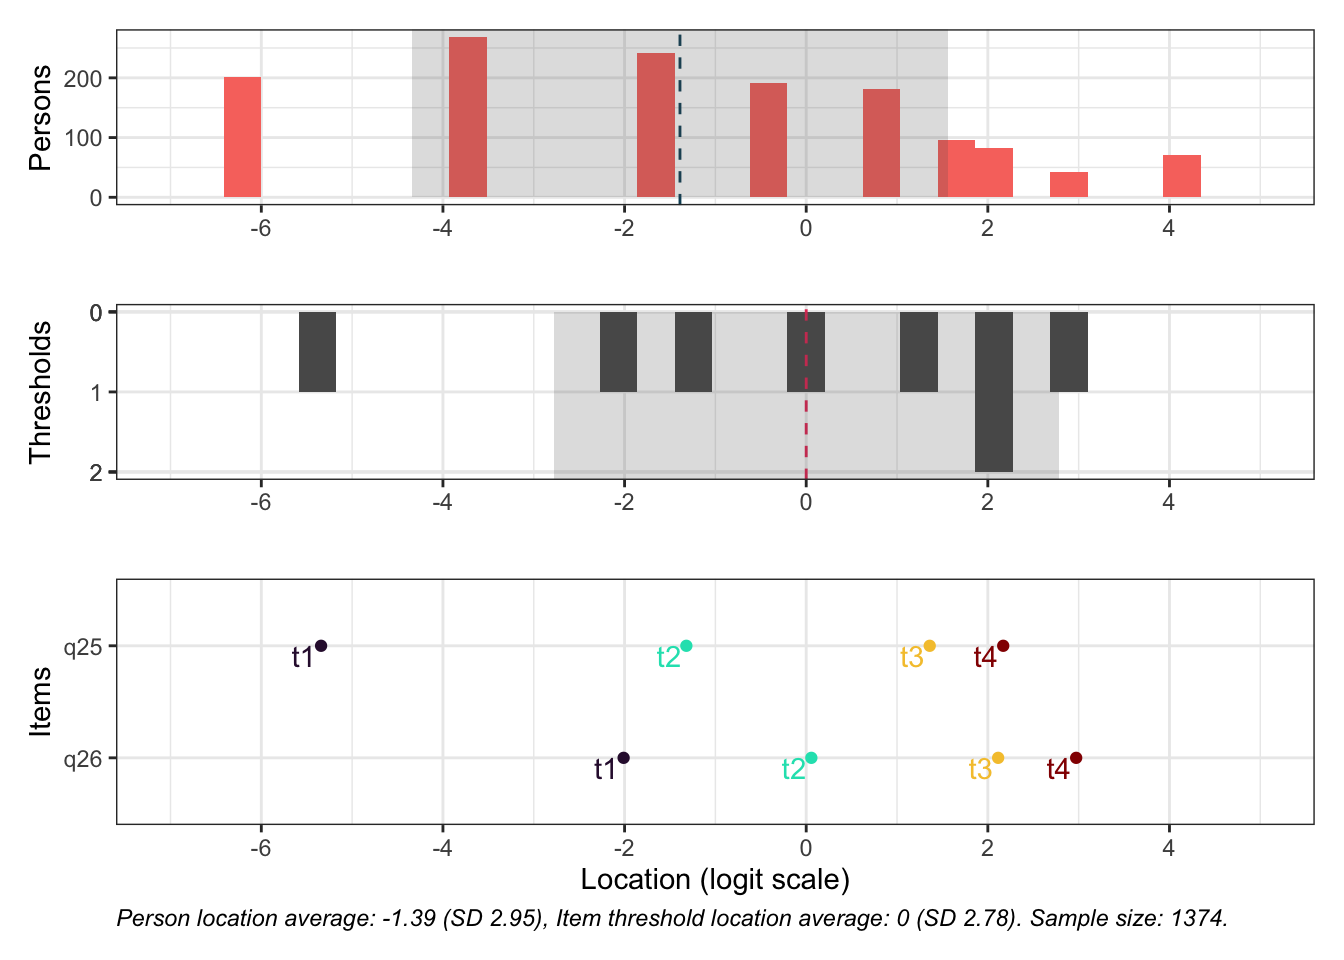 Persons
200
100
0
-6 -4 -2 0 2 4
Thresholds
0
1
2
-6 -4 -2 0 2 4
Items
q25
t1 t2 t3 t4
q26
t1 t2 t3 t4
-6 -4 -2 0 2 4
Location (logit scale)
Person location average: -1.39 (SD 2.95), Item threshold location average: 0 (SD 2.78). Sample size: 1374.